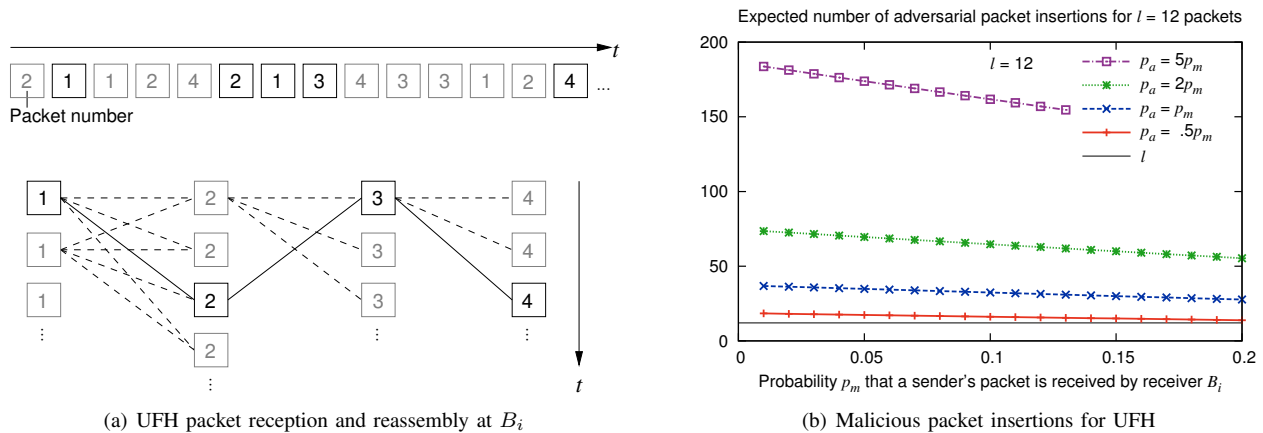 t
2 1 1 2 4 2 1 3 4 3 3 1 2 4 ...
Packet number
1 2 3 4
1 2 3 4
1 2 3 4
⋮ 2 ⋮ ⋮
⋮ t
(a) UFH packet reception and reassembly at B_i
Expected number of adversarial packet insertions for l = 12 packets
200
150
100
50
0
l = 12
p_a = 5p_m
p_a = 2p_m
p_a = p_m
p_a = .5p_m
l
0 0.05 0.1 0.15 0.2
Probability p_m that a sender's packet is received by receiver B_i
(b) Malicious packet insertions for UFH